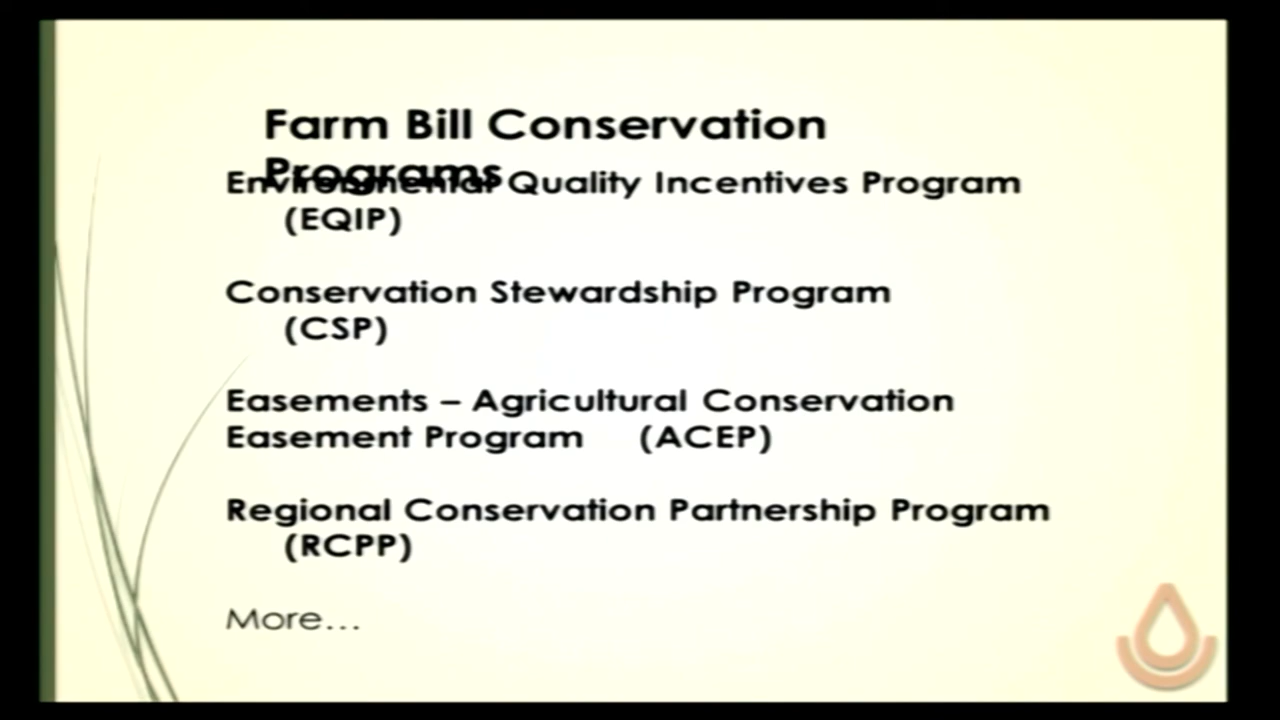 Farm Bill Conservation
Programs
Environmental Quality Incentives Program
(EQIP)
Conservation Stewardship Program
(CSP)
Easements – Agricultural Conservation
Easement Program (ACEP)
Regional Conservation Partnership Program
(RCPP)
More...